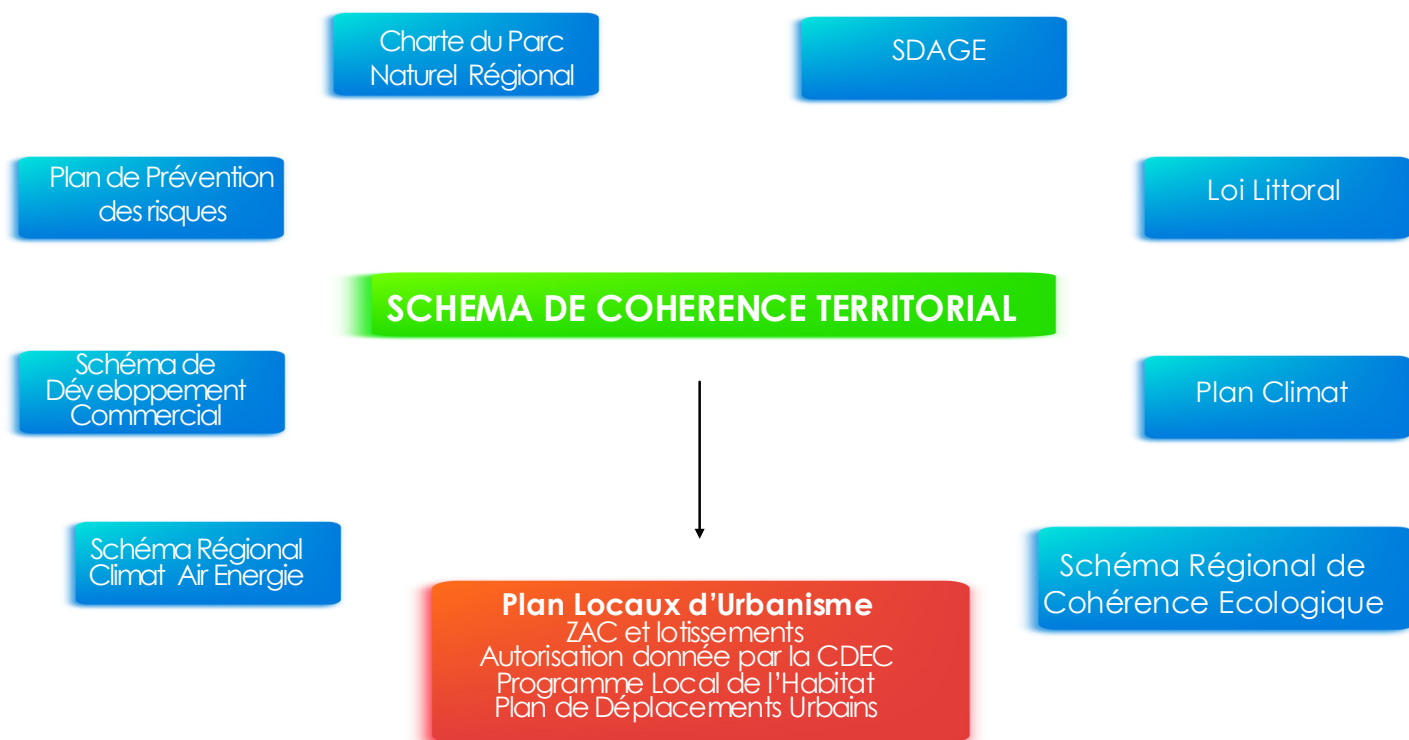 Charte du Parc
Naturel Régional
SDAGE
Plan de Prévention
des risques
Loi Littoral
SCHEMA DE COHERENCE TERRITORIAL
Schéma de
Développement
Commercial
Plan Climat
Schéma Régional
Climat Air Energie
Schéma Régional de
Cohérence Ecologique
Plan Locaux d’Urbanisme
ZAC et lotissements
Autorisation donnée par la CDEC
Programme Local de l’Habitat
Plan de Déplacements Urbains